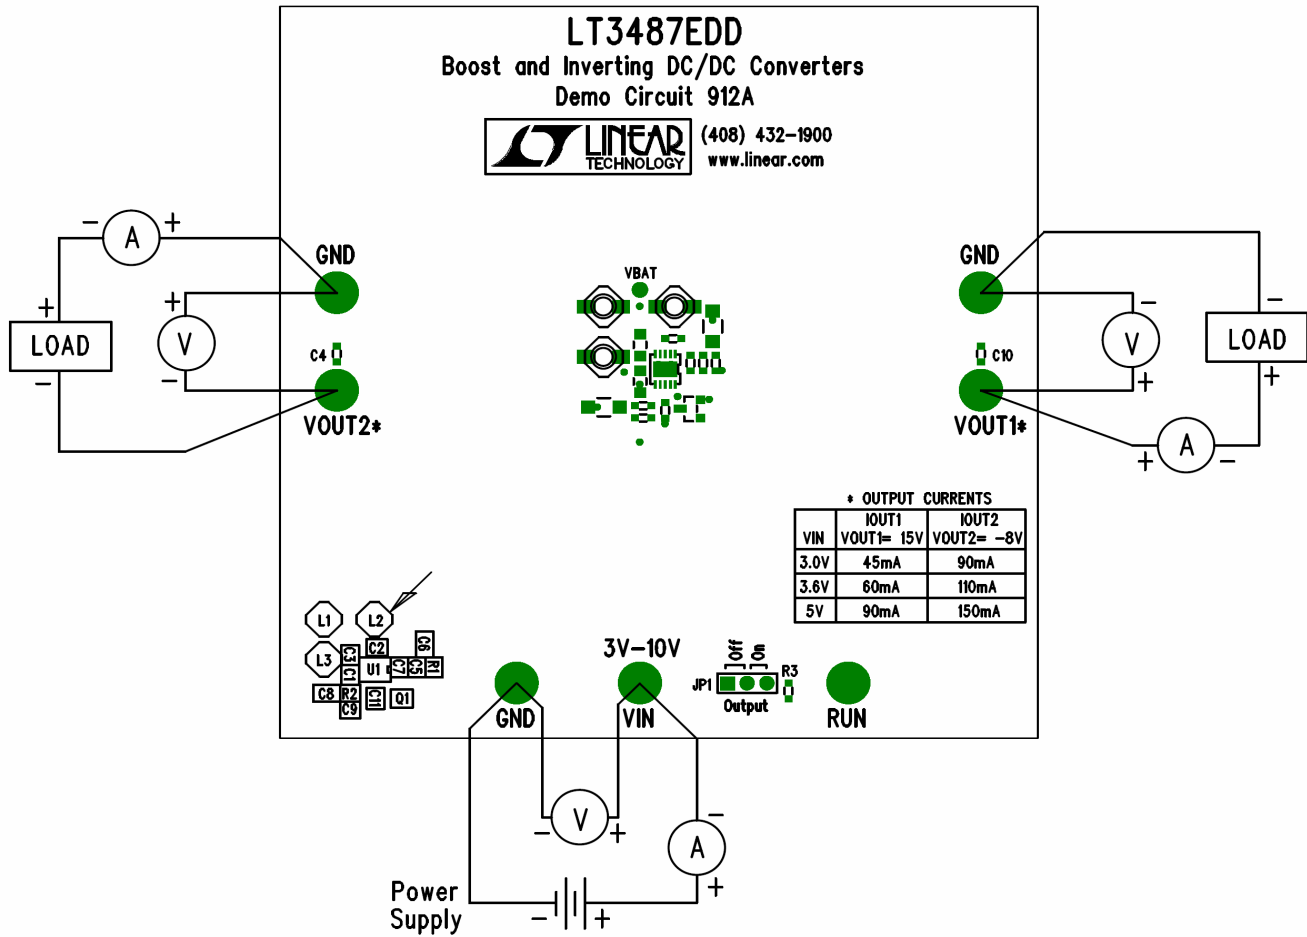 LT3487EDD
Boost and Inverting DC/DC Converters
Demo Circuit 912A
LINEAR TECHNOLOGY
(408) 432-1900
www.linear.com
- A +
GND
+ V -
+ LOAD -
C4
VOUT2*
VBAT
GND
- V +
- LOAD +
C10
VOUT1*
+ A -
* OUTPUT CURRENTS
VIN IOUT1 VOUT1= 15V IOUT2 VOUT2= -8V
3.0V 45mA 90mA
3.6V 60mA 110mA
5V 90mA 150mA
L1 L2
L3 C3 C2 C6
C1 U1 C7 C5 R1
C8 R2 C11 Q1
C9
3V-10V
GND
VIN
Off On
JP1
R3
Output
RUN
- V +
- A +
Power
Supply
- +